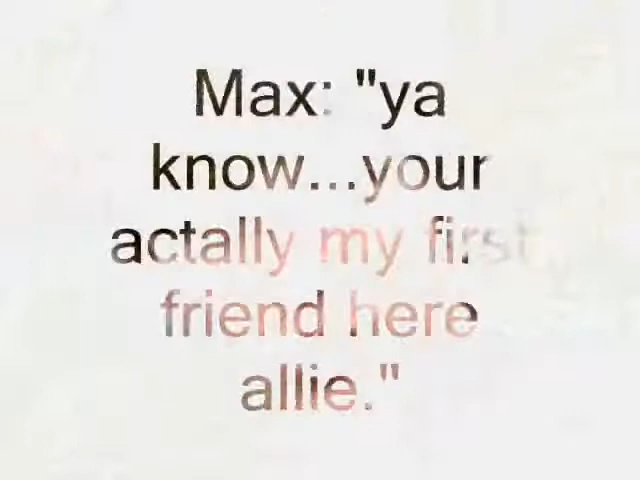 Max: "ya
know...your
actally my first
friend here
allie."